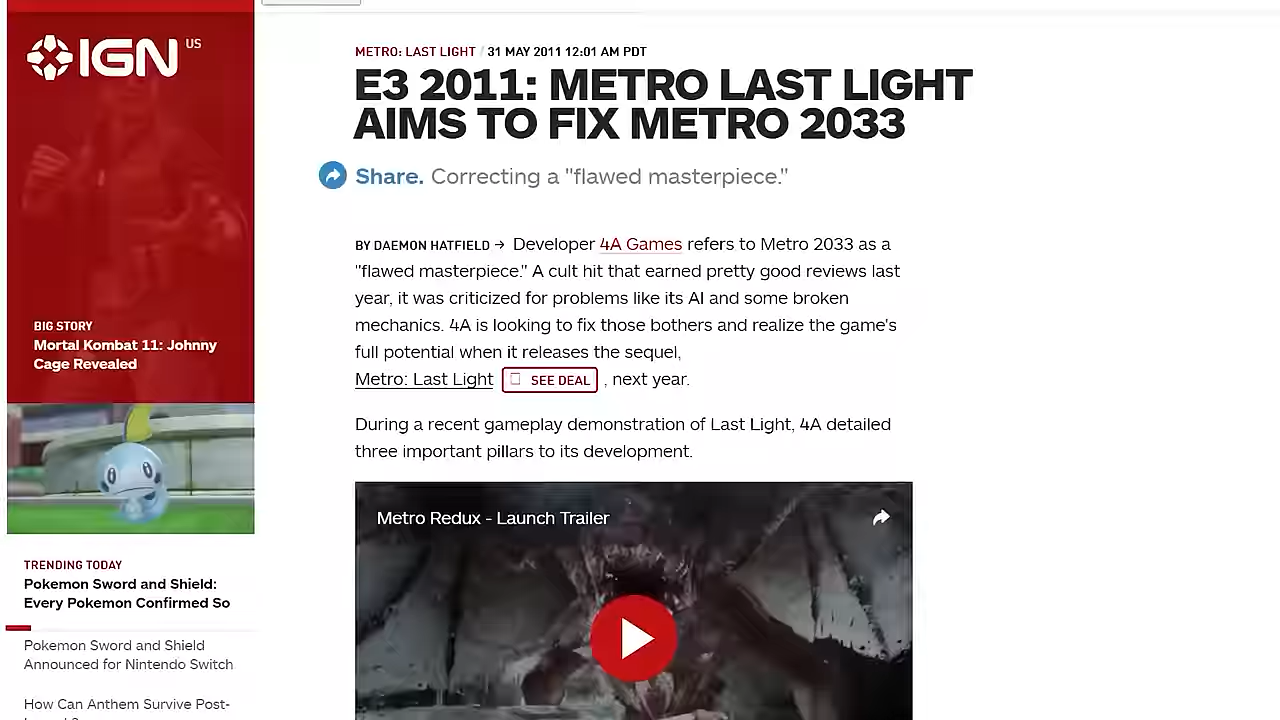 IGN US
BIG STORY
Mortal Kombat 11: Johnny
Cage Revealed
TRENDING TODAY
Pokemon Sword and Shield:
Every Pokemon Confirmed So
Pokemon Sword and Shield
Announced for Nintendo Switch
How Can Anthem Survive Post-
METRO: LAST LIGHT / 31 MAY 2011 12:01 AM PDT
E3 2011: METRO LAST LIGHT
AIMS TO FIX METRO 2033
Share. Correcting a "flawed masterpiece."
BY DAEMON HATFIELD → Developer 4A Games refers to Metro 2033 as a
"flawed masterpiece." A cult hit that earned pretty good reviews last
year, it was criticized for problems like its AI and some broken
mechanics. 4A is looking to fix those bothers and realize the game's
full potential when it releases the sequel,
Metro: Last Light SEE DEAL , next year.
During a recent gameplay demonstration of Last Light, 4A detailed
three important pillars to its development.
Metro Redux - Launch Trailer